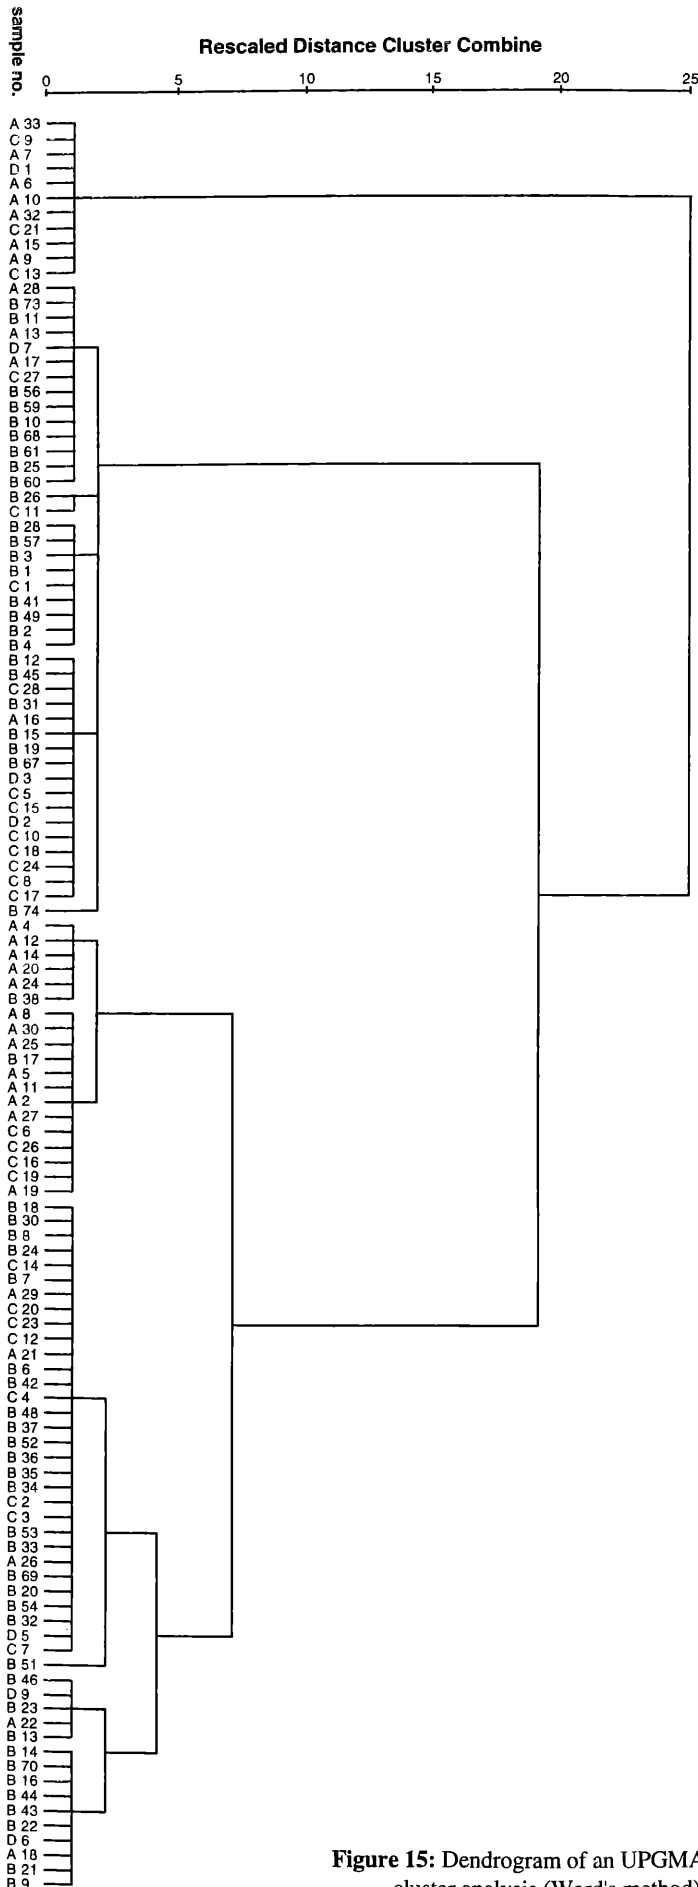 sample no.
Rescaled Distance Cluster Combine
0 5 10 15 20 25
A 33
C 9
A 7
D 1
A 6
A 10
A 32
C 21
A 15
A 9
C 13
A 28
B 73
B 11
A 13
D 7
A 17
C 27
B 56
B 59
B 10
B 68
B 61
B 25
B 60
B 26
C 11
B 28
B 57
B 3
B 1
C 1
B 41
B 49
B 2
B 4
B 12
B 45
C 28
B 31
A 16
B 15
B 19
B 67
D 3
C 5
C 15
D 2
C 10
C 18
C 24
C 8
C 17
B 74
A 4
A 12
A 14
A 20
A 24
B 38
A 8
A 30
A 25
B 17
A 5
A 11
A 2
A 27
C 6
C 26
C 16
C 19
A 19
B 18
B 30
B 8
B 24
C 14
B 7
A 29
C 20
C 23
C 12
A 21
B 6
B 42
C 4
B 48
B 37
B 52
B 36
B 35
B 34
C 2
C 3
B 53
B 33
A 26
B 69
B 20
B 54
B 32
D 5
C 7
B 51
B 46
D 9
B 23
A 22
B 13
B 14
B 70
B 16
B 44
B 43
B 22
D 6
A 18
B 21
B 9
Figure 15: Dendrogram of an UPGMA
cluster analysis (Ward's method)